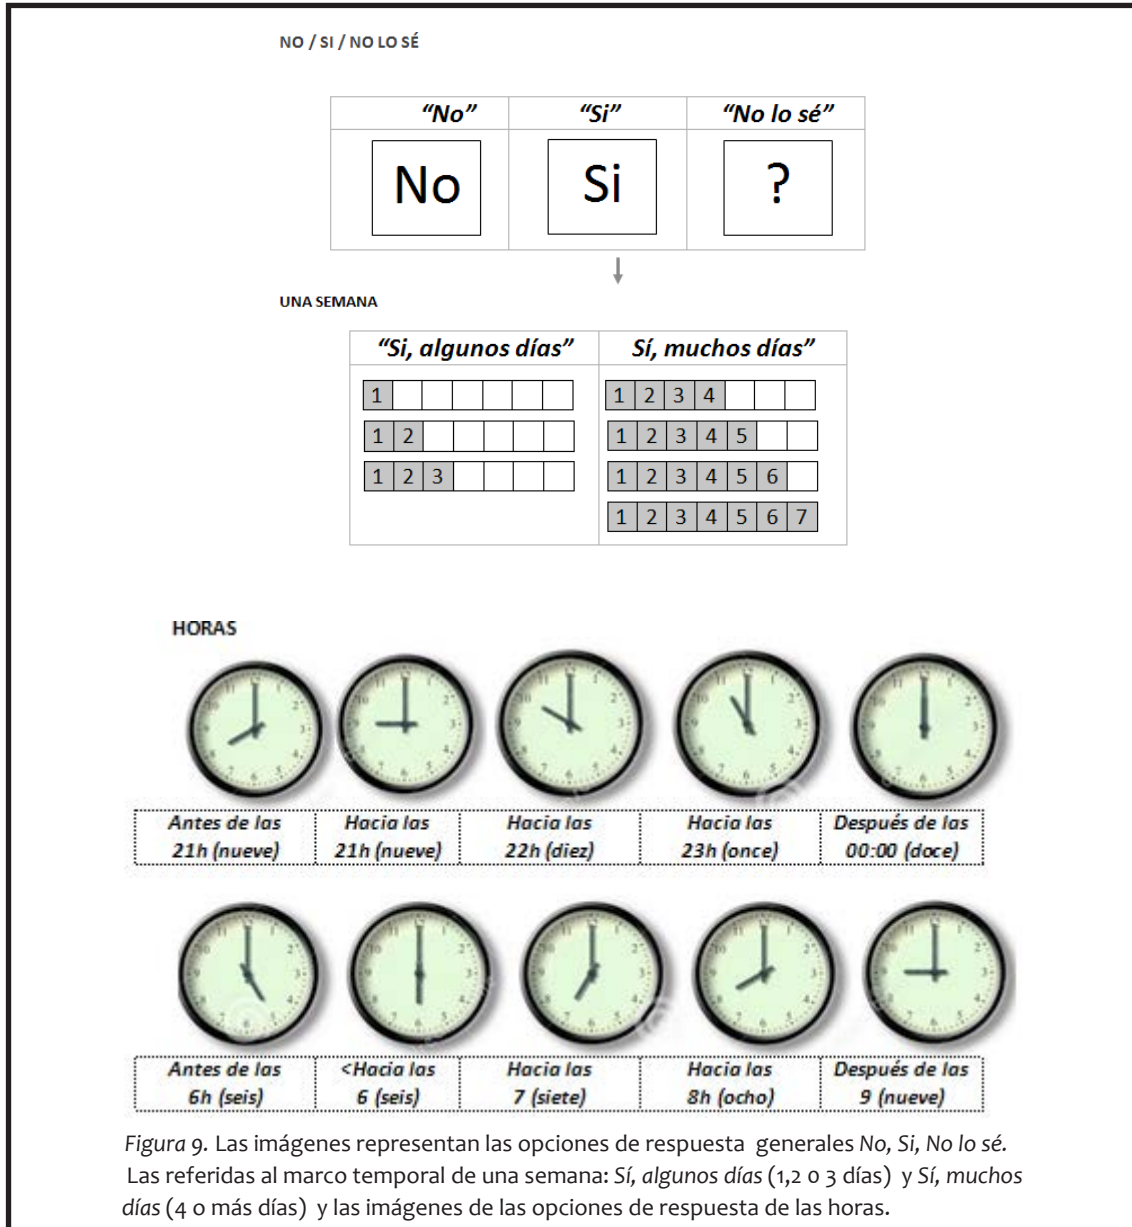 NO / SI / NO LO SÉ
“No” “Si” “No lo sé”
No Si ?
UNA SEMANA
“Si, algunos días” Sí, muchos días”
1 1 2 3 4
1 2 1 2 3 4 5
1 2 3 1 2 3 4 5 6
1 2 3 4 5 6 7
HORAS
Antes de las Hacia las Hacia las Hacia las Después de las
21h (nueve) 21h (nueve) 22h (diez) 23h (once) 00:00 (doce)
Antes de las <Hacia las Hacia las Hacia las Después de las
6h (seis) 6 (seis) 7 (siete) 8h (ocho) 9 (nueve)
Figura 9. Las imágenes representan las opciones de respuesta generales No, Si, No lo sé.
Las referidas al marco temporal de una semana: Sí, algunos días (1,2 o 3 días) y Sí, muchos
días (4 o más días) y las imágenes de las opciones de respuesta de las horas.